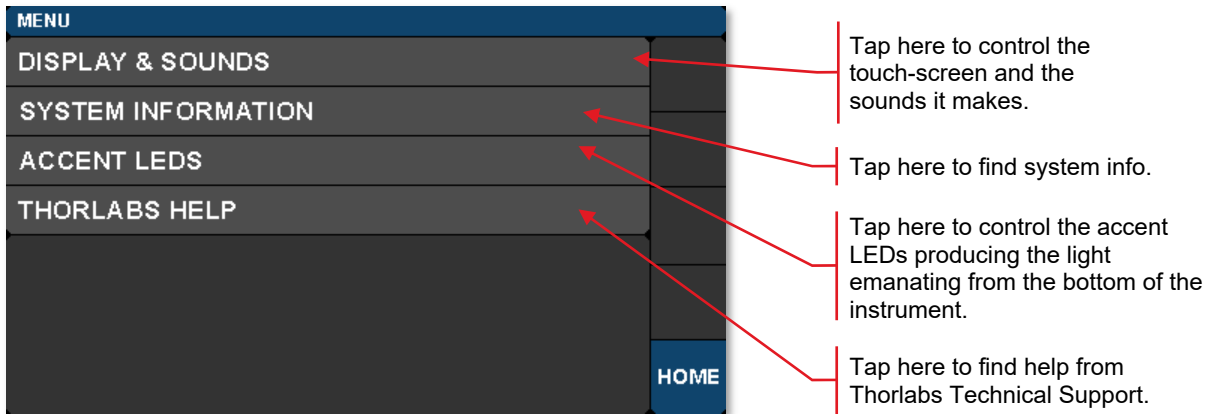 MENU
DISPLAY & SOUNDS
SYSTEM INFORMATION
ACCENT LEDS
THORLABS HELP
HOME
Tap here to control the
touch-screen and the
sounds it makes.
Tap here to find system info.
Tap here to control the accent
LEDs producing the light
emanating from the bottom of the
instrument.
Tap here to find help from
Thorlabs Technical Support.